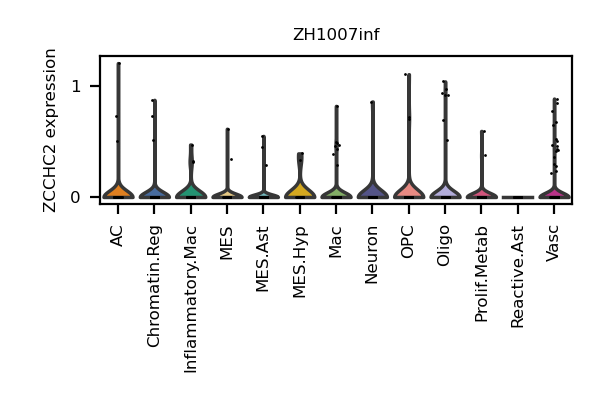 ZH1007inf
ZCCHC2 expression
1
0
AC
Chromatin.Reg
Inflammatory.Mac
MES
MES.Ast
MES.Hyp
Mac
Neuron
OPC
Oligo
Prolif.Metab
Reactive.Ast
Vasc